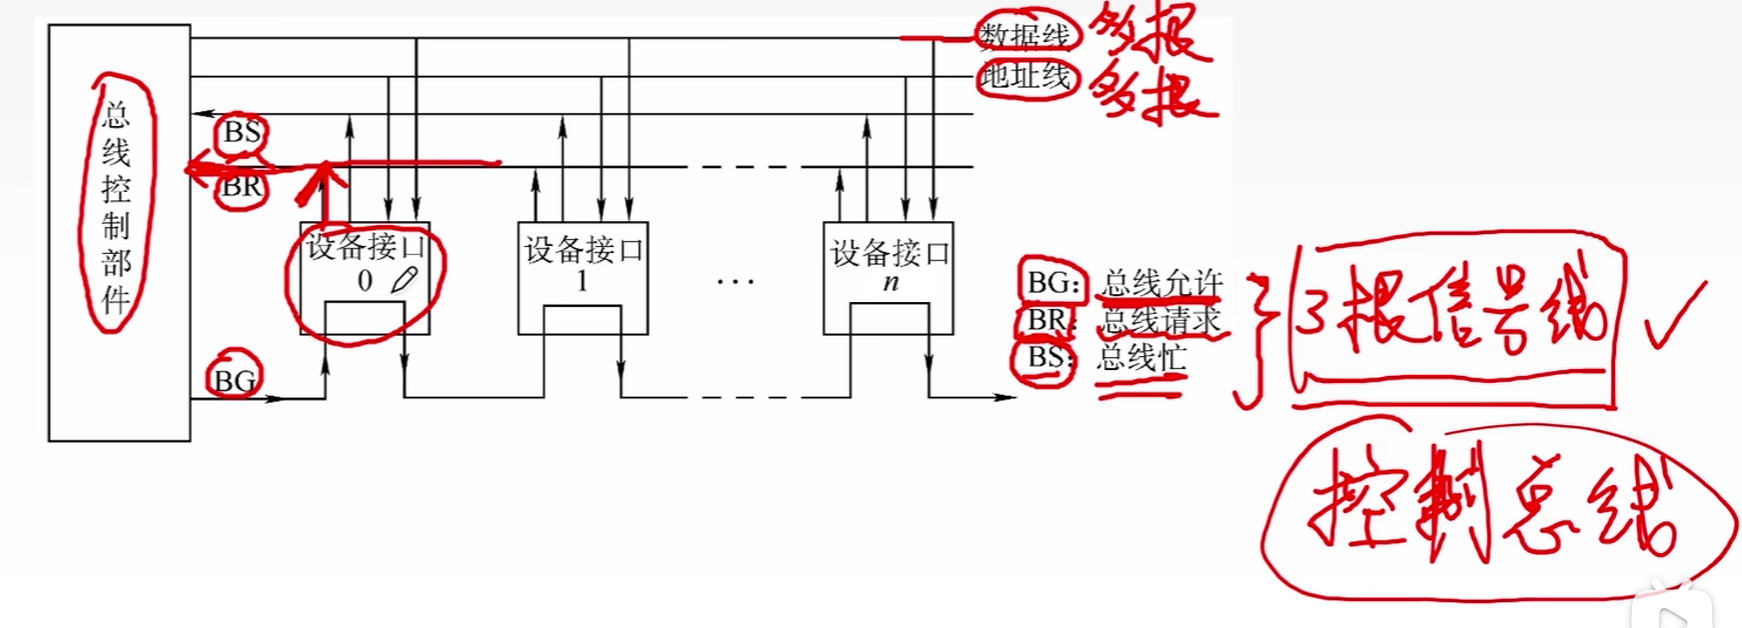 数据线 多根
地址线 多根
总线控制部件
BS
BR
设备接口
0
设备接口
1
...
设备接口
n
BG
BG: 总线允许
BR: 总线请求
BS: 总线忙
3根信号线
控制总线